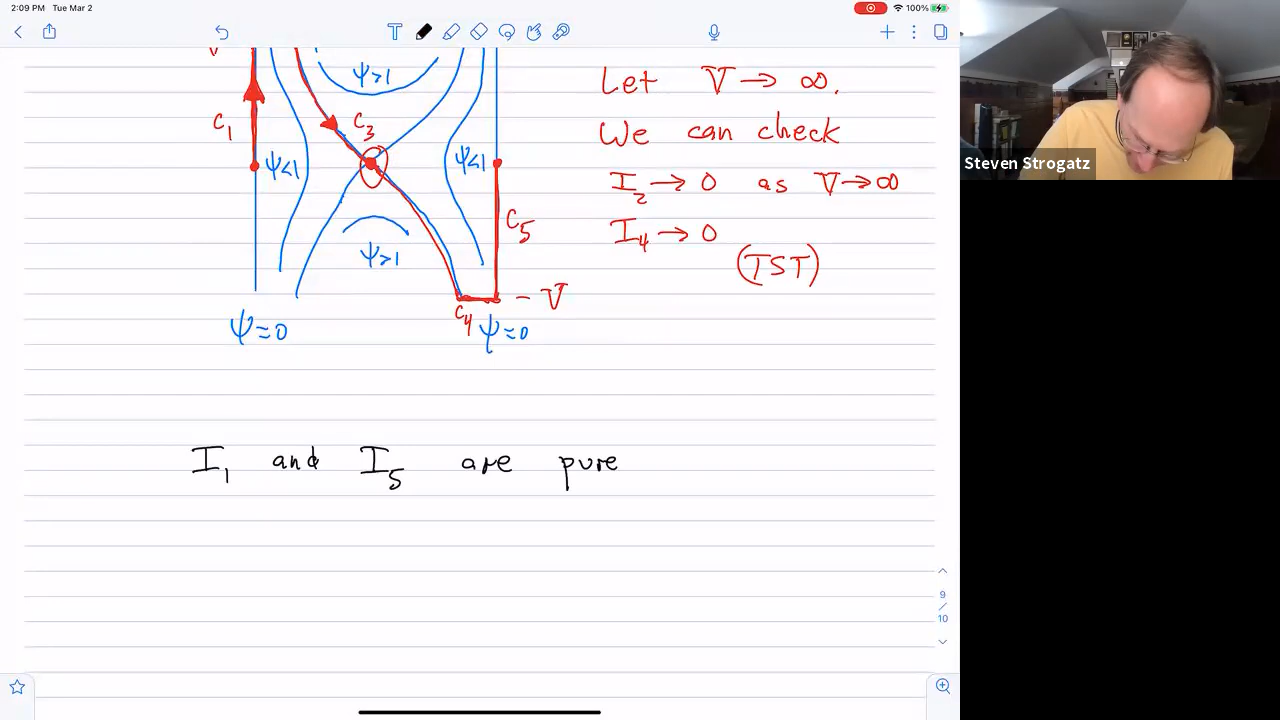 2:09 PM Tue Mar 2
100%
V
ψ>1
Let V → ∞.
C1
C3
We can check
ψ<1
ψ<1
Steven Strogatz
I2 → 0 as V → ∞
C5
I4 → 0
ψ>1
(TST)
- V
C4
ψ=0
ψ=0
I1 and I5 are pure
9
/
10